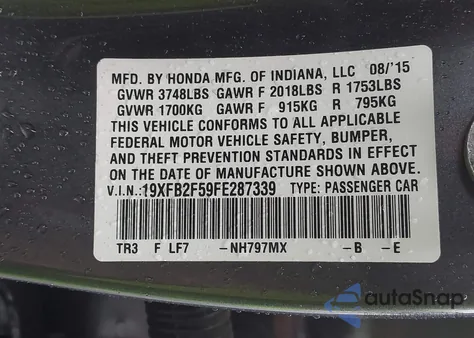 MFD. BY HONDA MFG. OF INDIANA, LLC 08/'15
GVWR 3748LBS GAWR F 2018LBS R 1753LBS
GVWR 1700KG GAWR F 915KG R 795KG
THIS VEHICLE CONFORMS TO ALL APPLICABLE
FEDERAL MOTOR VEHICLE SAFETY, BUMPER,
AND THEFT PREVENTION STANDARDS IN EFFECT
ON THE DATE OF MANUFACTURE SHOWN ABOVE.
V.I.N.:19XFB2F59FE287339 TYPE: PASSENGER CAR
TR3 F LF7 -NH797MX -B -E
autoSnap